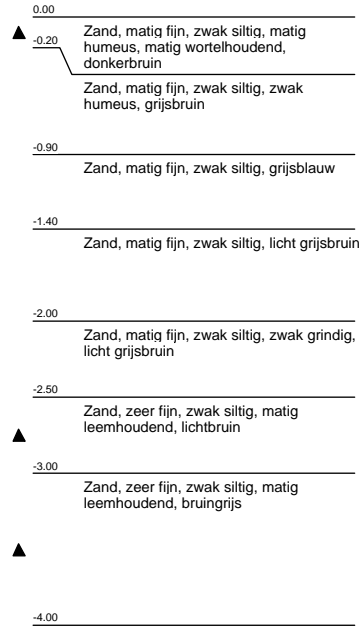 0.00
Zand, matig fijn, zwak siltig, matig
humeus, matig wortelhoudend,
donkerbruin
-0.20
Zand, matig fijn, zwak siltig, zwak
humeus, grijsbruin
-0.90
Zand, matig fijn, zwak siltig, grijsblauw
-1.40
Zand, matig fijn, zwak siltig, licht grijsbruin
-2.00
Zand, matig fijn, zwak siltig, zwak grindig,
licht grijsbruin
-2.50
Zand, zeer fijn, zwak siltig, matig
leemhoudend, lichtbruin
-3.00
Zand, zeer fijn, zwak siltig, matig
leemhoudend, bruingrijs
-4.00